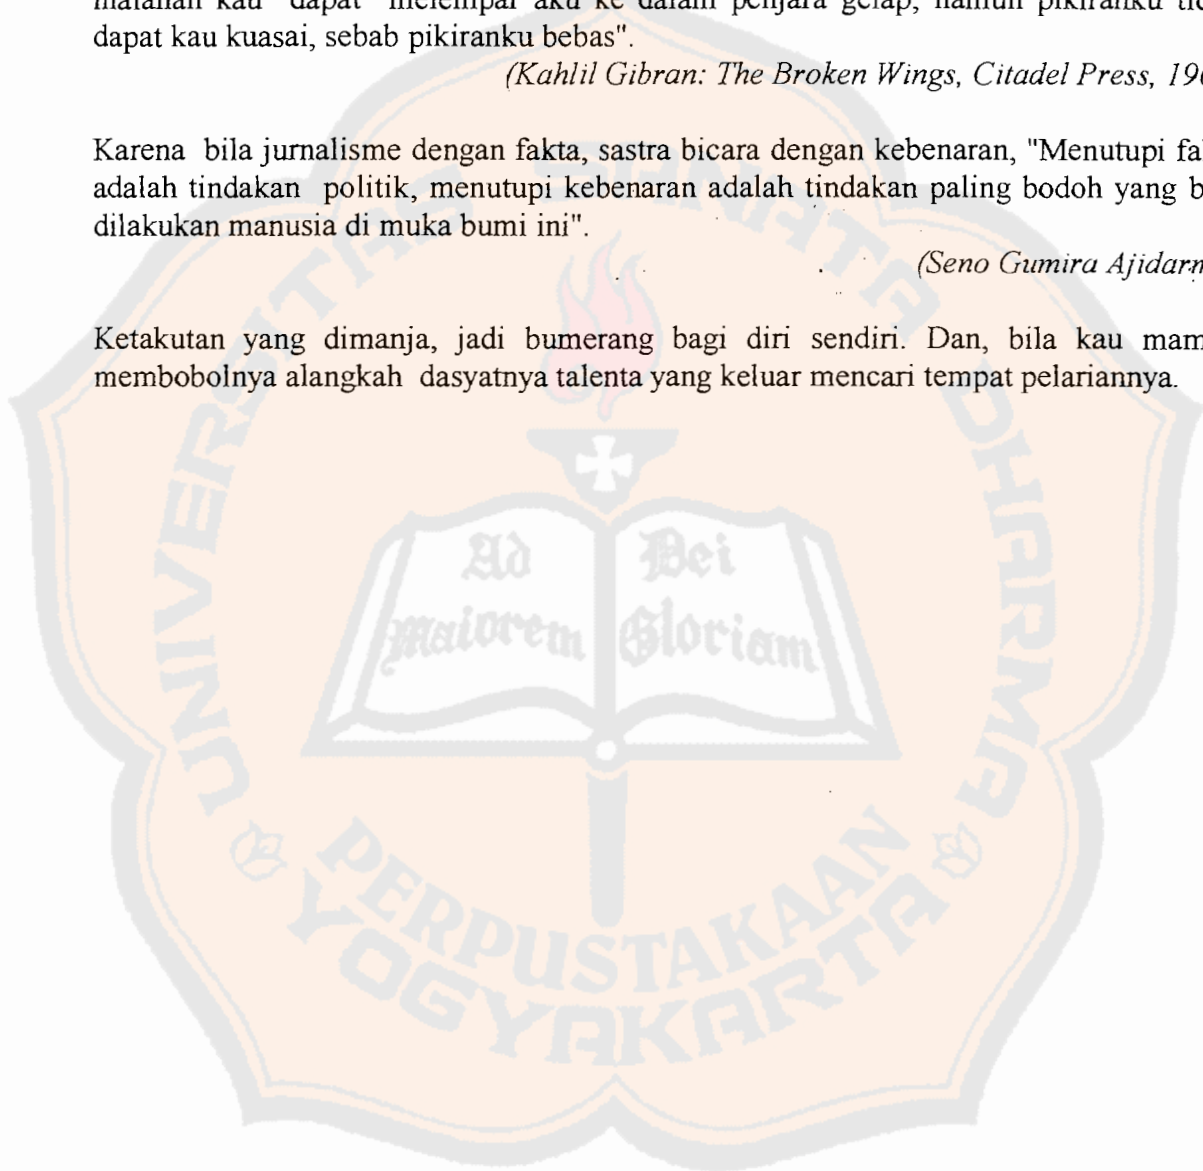 dapat kau kuasai, sebab pikiranku bebas".
(Kahlil Gibran: The Broken Wings, Citadel Press,
Karena bila jurnalisme dengan fakta, sastra bicara dengan kebenaran, "Menutupi
adalah tindakan politik, menutupi kebenaran adalah tindakan paling bodoh yang
dilakukan manusia di muka bumi ini".
(Seno Gumira
Ketakutan yang dimanja, jadi bumerang bagi diri sendiri. Dan, bila kau
membobolnya alangkah dasyatnya talenta yang keluar mencari tempat pelariannya.
UNIVERSITAS SANATA DHARMA
Ad Dei
maiorem Gloriam
PERPUSTAKAAN
YOGYAKARTA